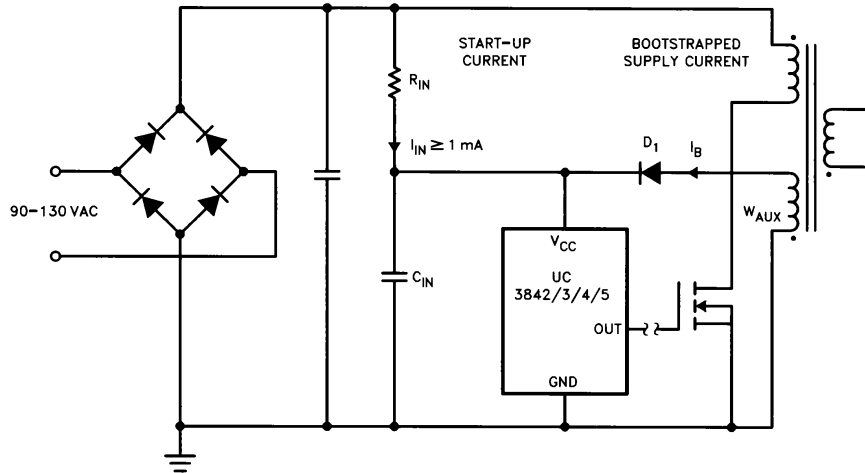 START–UP
CURRENT
BOOTSTRAPPED
SUPPLY CURRENT
R_IN
I_IN ≥ 1 mA
D_1
I_B
90–130 VAC
W_AUX
V_CC
C_IN
UC
3842/3/4/5
OUT
GND